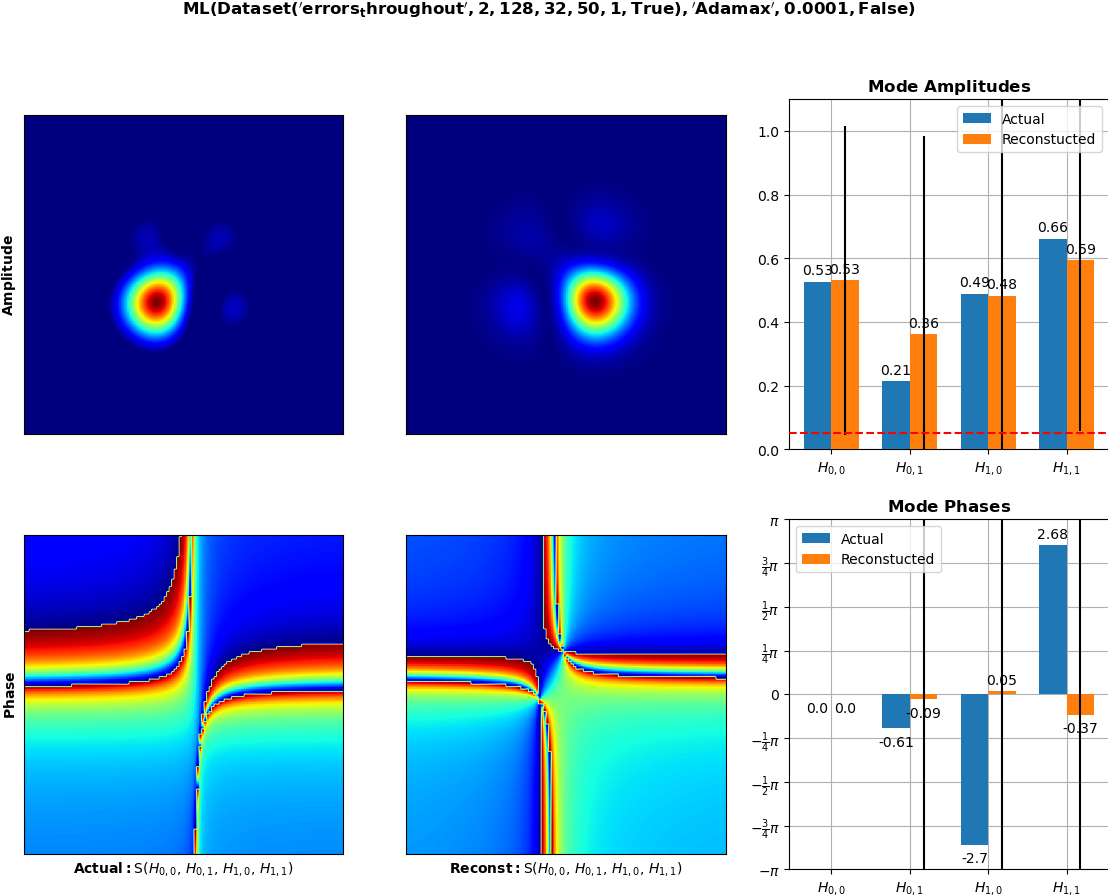 ML(Dataset('errors_throughout', 2, 128, 32, 50, 1, True), 'Adamax', 0.0001, False)
Amplitude
Mode Amplitudes
Actual
Reconstucted
1.0
0.8
0.6
0.4
0.2
0.0
0.53
0.53
0.21
0.36
0.49
0.48
0.66
0.59
H0,0
H0,1
H1,0
H1,1
Phase
Actual: S(H0,0, H0,1, H1,0, H1,1)
Reconst: S(H0,0, H0,1, H1,0, H1,1)
Mode Phases
Actual
Reconstucted
π
3/4π
1/2π
1/4π
0
−1/4π
−1/2π
−3/4π
−π
0.0
0.0
-0.61
-0.09
-2.7
0.05
2.68
-0.37
H0,0
H0,1
H1,0
H1,1